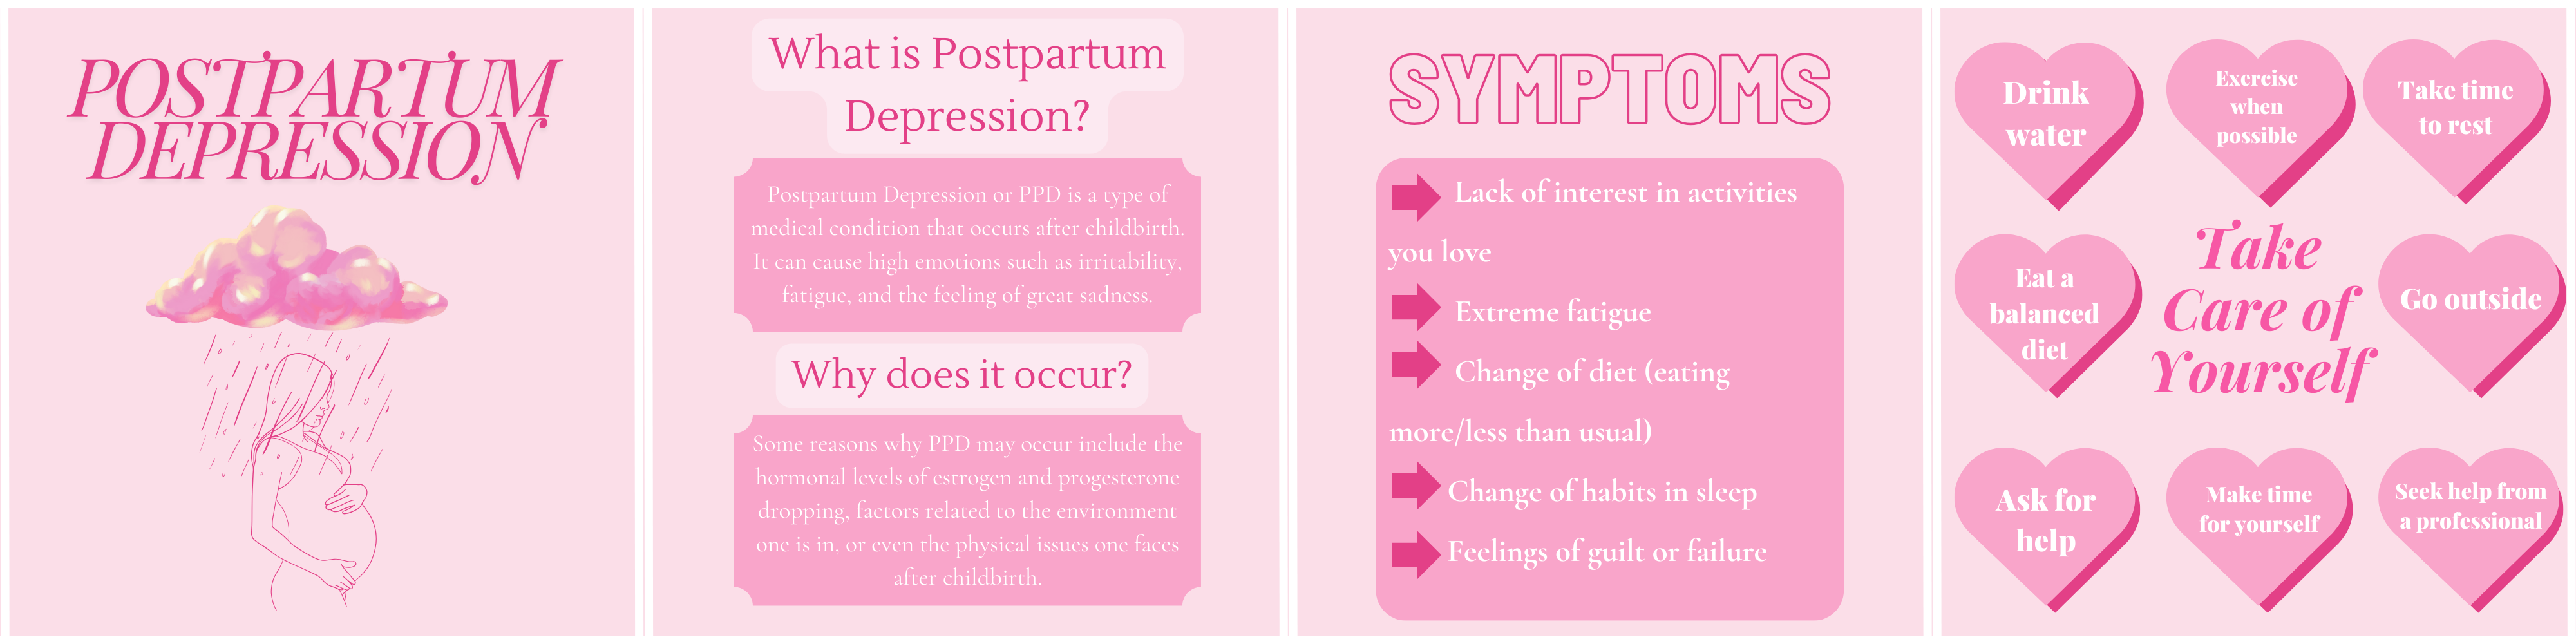 POSTPARTUM
DEPRESSION
What is Postpartum
Depression?
Postpartum Depression or PPD is a type of
medical condition that occurs after childbirth.
It can cause high emotions such as irritability,
fatigue, and the feeling of great sadness.
Why does it occur?
Some reasons why PPD may occur include the
hormonal levels of estrogen and progesterone
dropping, factors related to the environment
one is in, or even the physical issues one faces
after childbirth.
SYMPTOMS
Lack of interest in activities
you love
Extreme fatigue
Change of diet (eating
more/less than usual)
Change of habits in sleep
Feelings of guilt or failure
Drink
water
Exercise
when
possible
Take time
to rest
Eat a
balanced
diet
Take
Care of
Yourself
Go outside
Ask for
help
Make time
for yourself
Seek help from
a professional